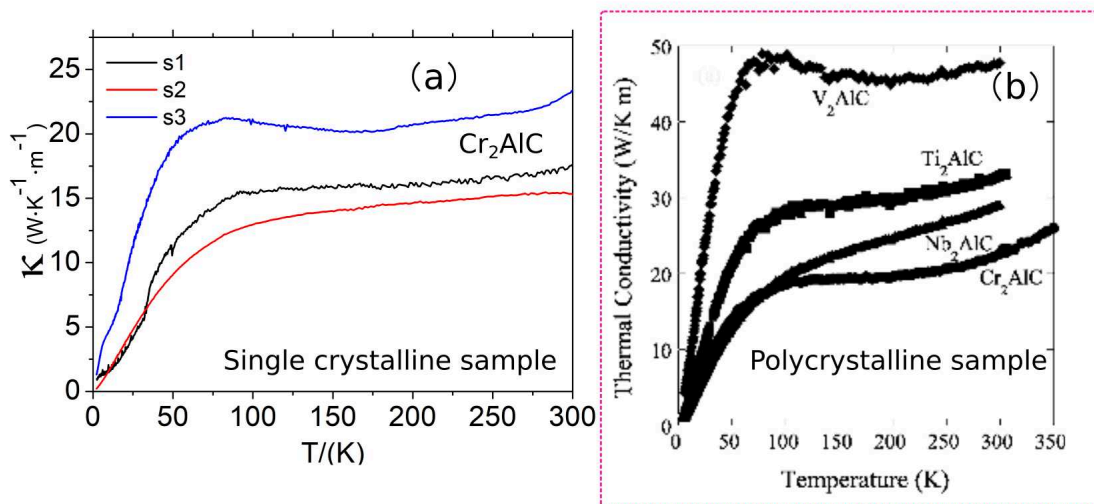 25
20
15
10
5
0
0 50 100 150 200 250 300
s1
s2
s3
(a)
Cr₂AlC
Single crystalline sample
κ (W·K⁻¹·m⁻¹)
T/(K)
50
40
30
20
10
0
0 50 100 150 200 250 300 350
(b)
V₂AlC
Ti₂AlC
Nb₂AlC
Cr₂AlC
Polycrystalline sample
Thermal Conductivity (W/K m)
Temperature (K)